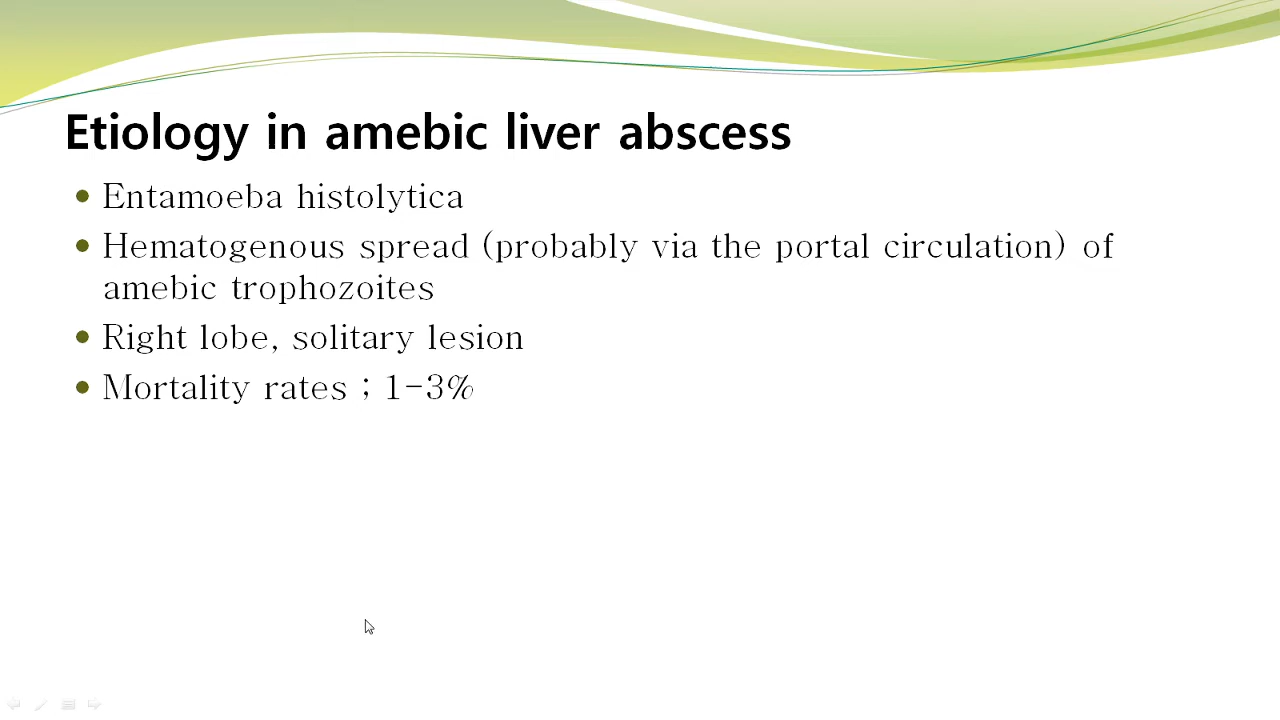 Etiology in amebic liver abscess
• Entamoeba histolytica
• Hematogenous spread (probably via the portal circulation) of
amebic trophozoites
• Right lobe, solitary lesion
• Mortality rates ; 1-3%